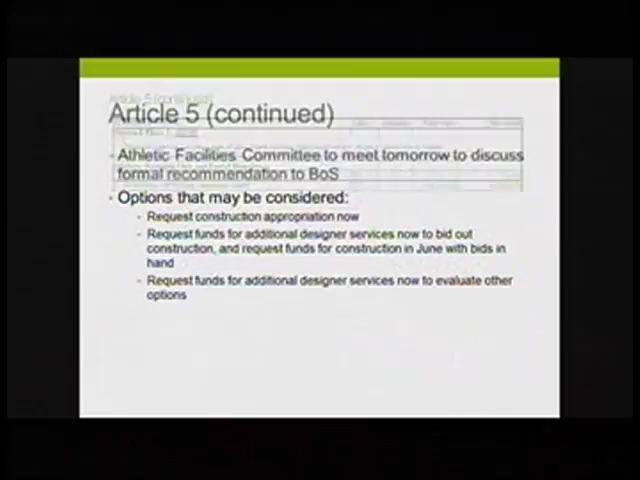 Article 5 (continued)
Article 5 (continued)
Athletic Facilities Committee to meet tomorrow to discuss
formal recommendation to BoS
Options that may be considered:
Request construction appropriation now
Request funds for additional designer services now to bid out
construction, and request funds for construction in June with bids in
hand
Request funds for additional designer services now to evaluate other
options